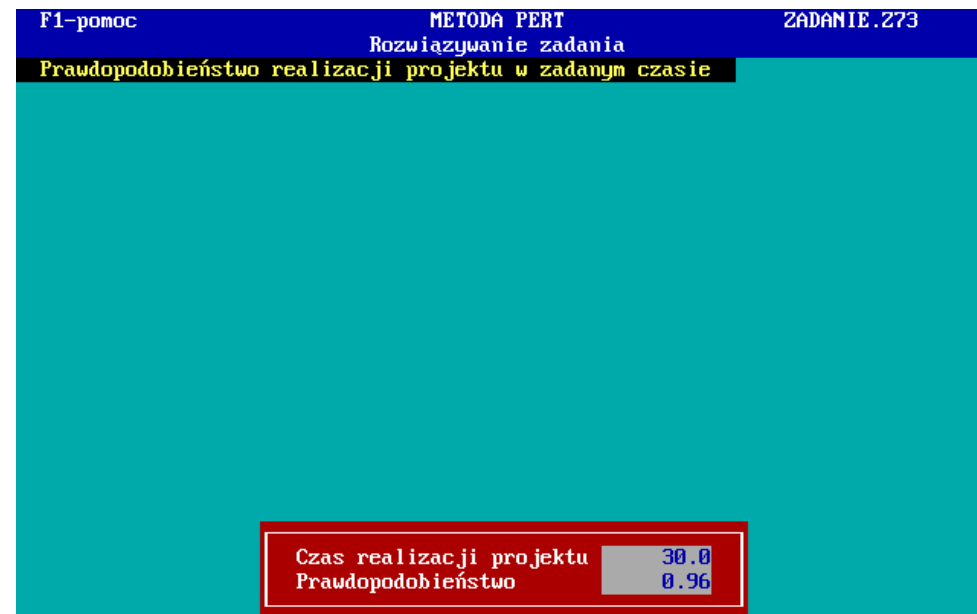 F1-pomoc METODA PERT ZADANIE.Z73
Rozwiązywanie zadania
Prawdopodobieństwo realizacji projektu w zadanym czasie
Czas realizacji projektu 30.0
Prawdopodobieństwo 0.96